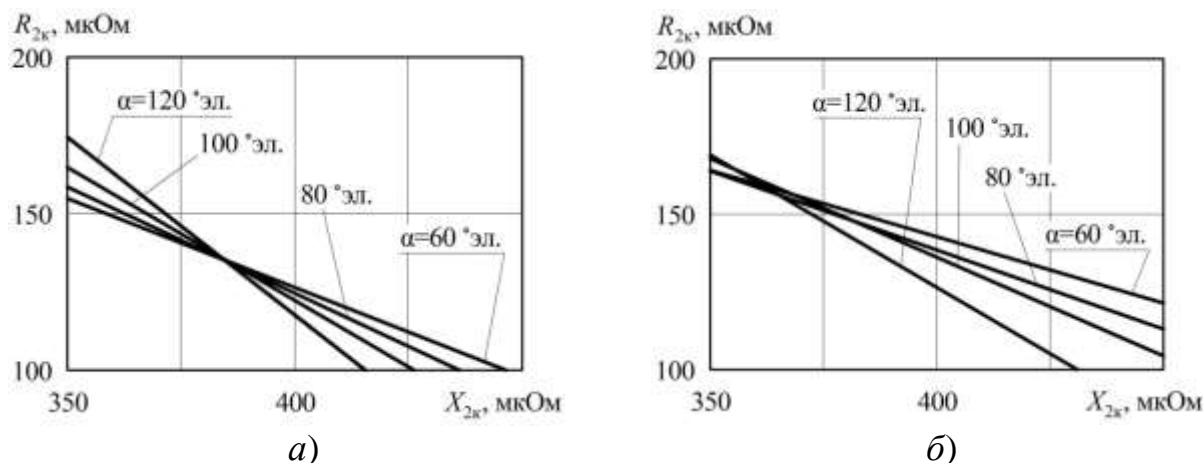 R2к, мкОм
200
α=120 °эл.
100 °эл.
80 °эл.
150
α=60 °эл.
100
350
400
X2к, мкОм
а)
R2к, мкОм
200
α=120 °эл.
100 °эл.
80 °эл.
150
α=60 °эл.
100
350
400
X2к, мкОм
б)